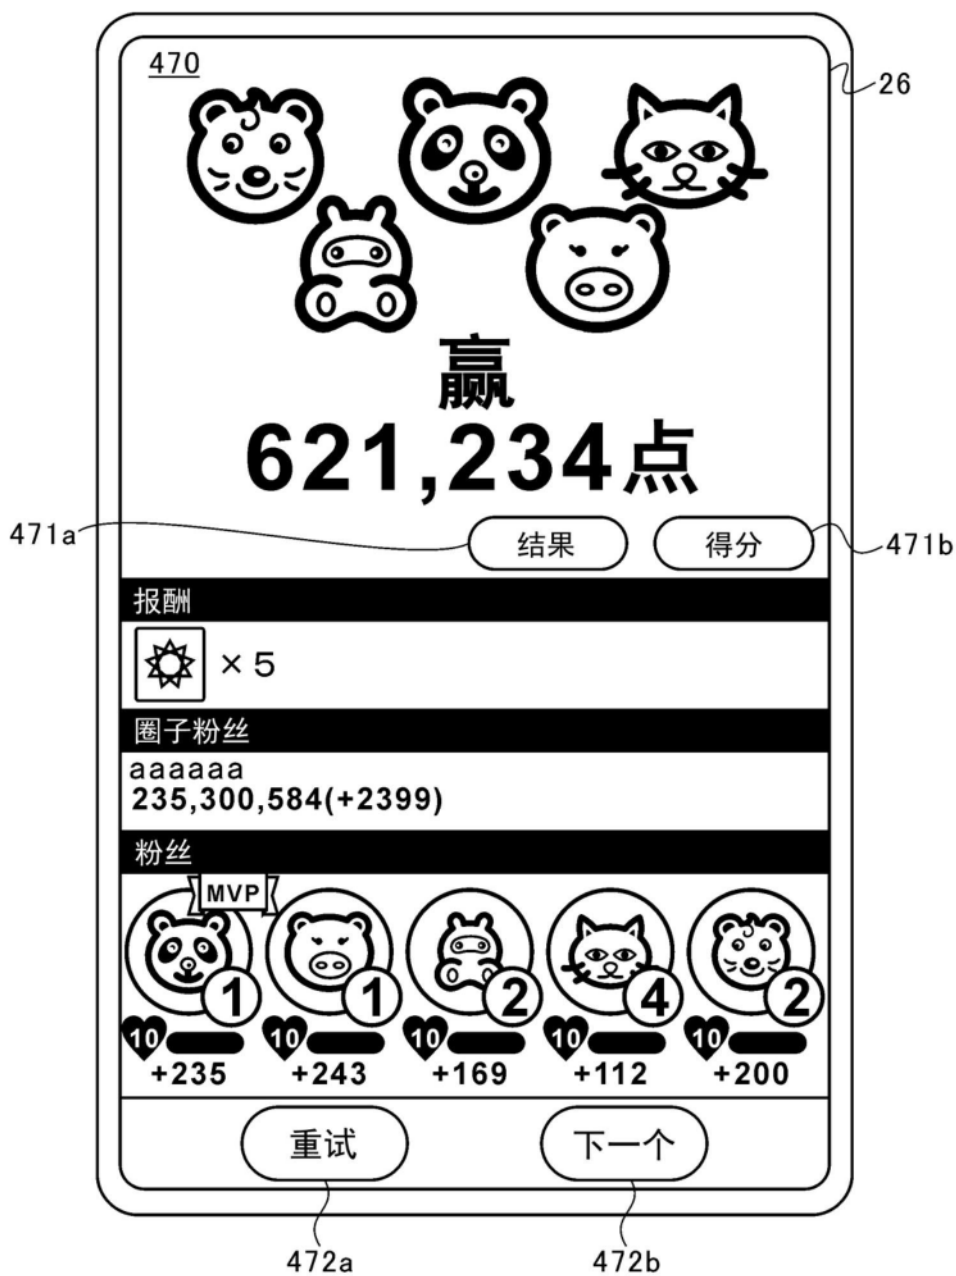 470
26
赢
621,234点
471a
结果
得分
471b
报酬
×5
圈子粉丝
aaaaaa
235,300,584(+2399)
粉丝
MVP
1 1 2 4 2
10 10 10 10 10
+235 +243 +169 +112 +200
重试
下一个
472a
472b